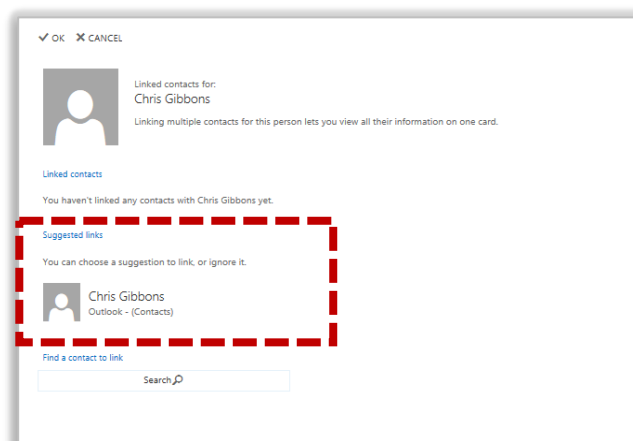 OK CANCEL
Linked contacts for:
Chris Gibbons
Linking multiple contacts for this person lets you view all their information on one card.
Linked contacts
You haven't linked any contacts with Chris Gibbons yet.
Suggested links
You can choose a suggestion to link, or ignore it.
Chris Gibbons
Outlook - (Contacts)
Find a contact to link
Search